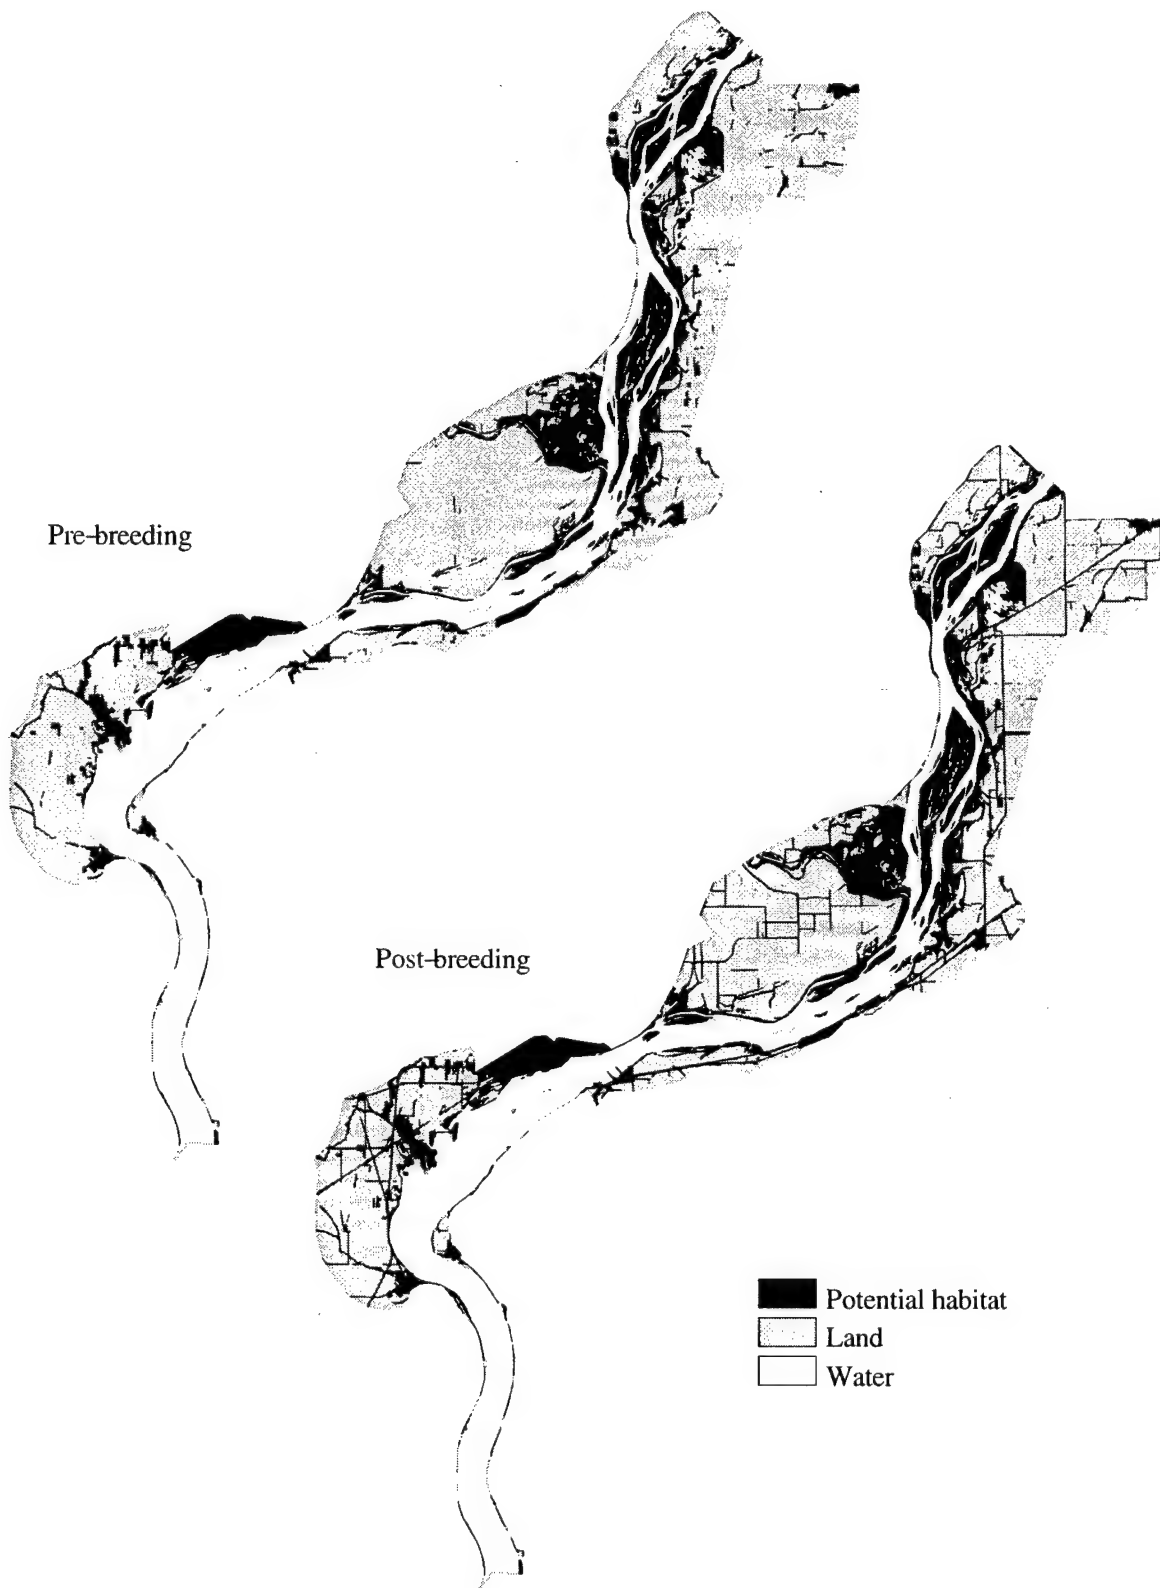 Pre-breeding
Post-breeding
Potential habitat
Land
Water